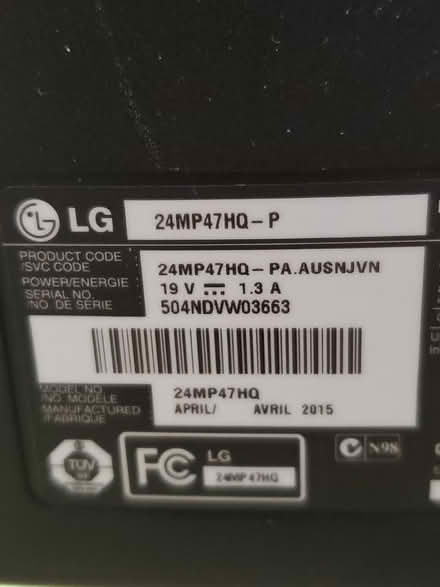 LG 24MP47HQ-P
PRODUCT CODE
/SVC CODE
24MP47HQ-PA.AUSNJVN
POWER/ENERGIE
19 V ⎓ 1.3 A
SERIAL NO.
/NO. DE SÉRIE
504NDVW03663
MODEL NO.
/NO. MODELE
24MP47HQ
MANUFACTURED
/FABRIQUE
APRIL/ AVRIL 2015
TÜV
FC LG
24MP47HQ
N98